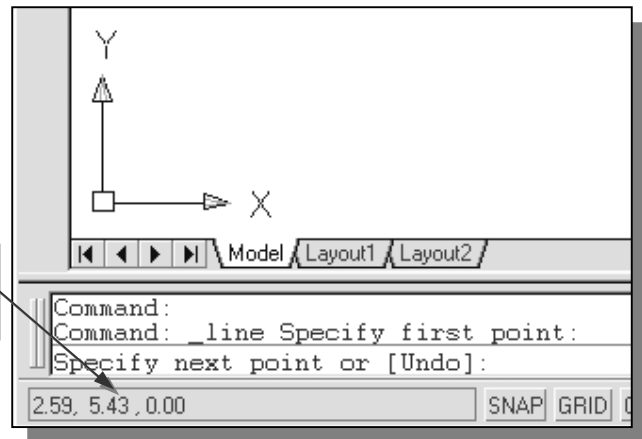 Y
X
Model Layout1 Layout2
Command:
Command: _line Specify first point:
Specify next point or [Undo]:
2.59, 5.43 , 0.00 SNAP GRID